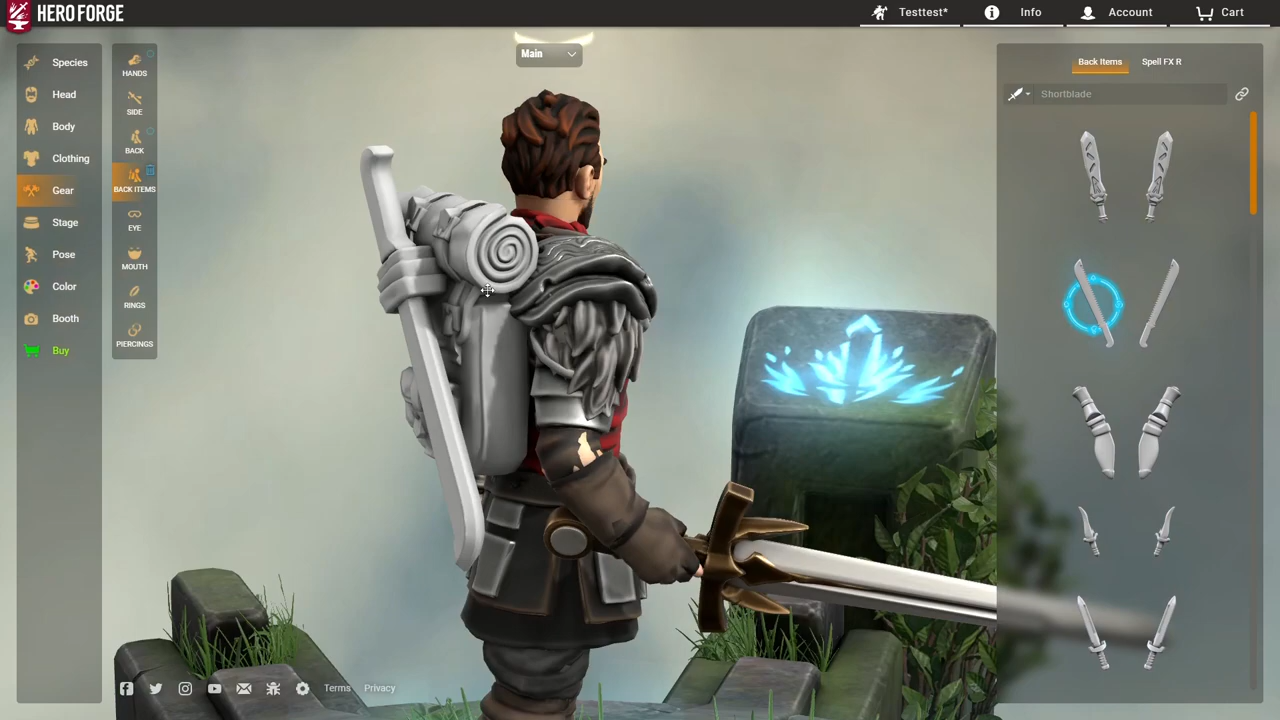 HERO FORGE
Testtest*
Info
Account
Cart
Species
Head
Body
Clothing
Gear
Stage
Pose
Color
Booth
Buy
HANDS
SIDE
BACK
BACK ITEMS
EYE
MOUTH
RINGS
PIERCINGS
Main
Back Items
Spell FX R
Shortblade
Terms
Privacy